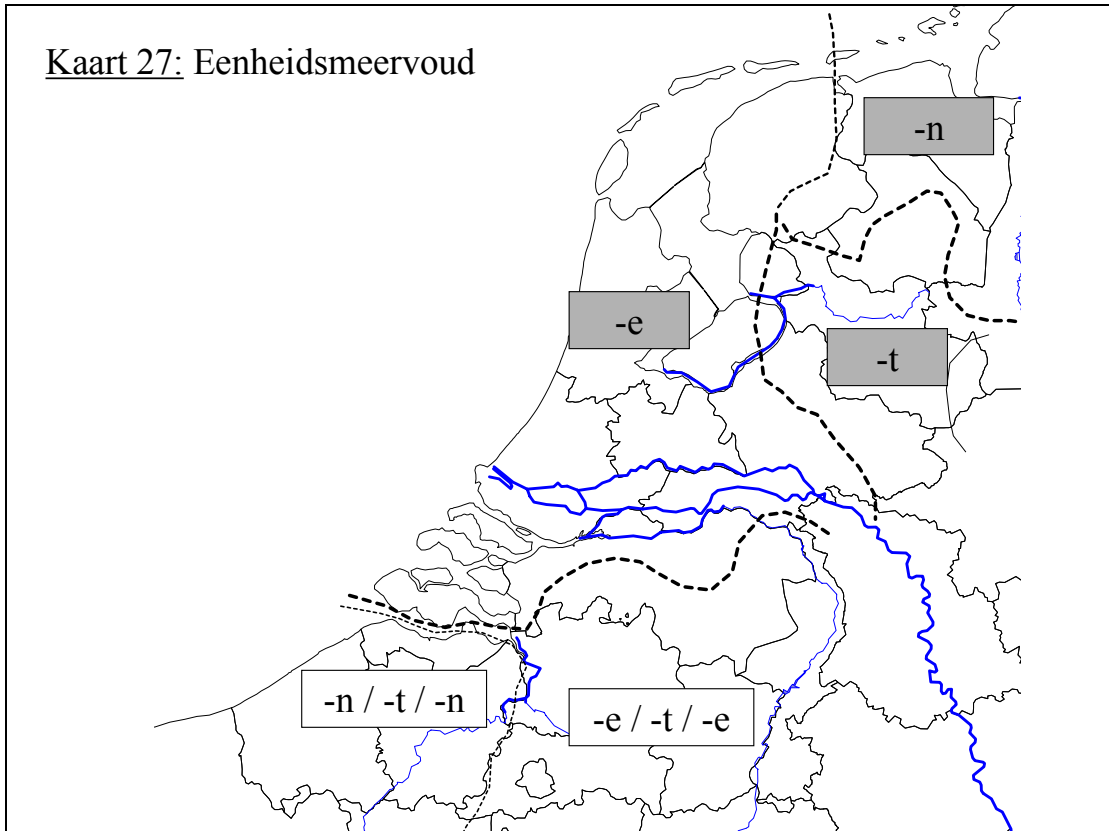 Kaart 27: Eenheidsmeervoud
-n
-e
-t
-n / -t / -n
-e / -t / -e